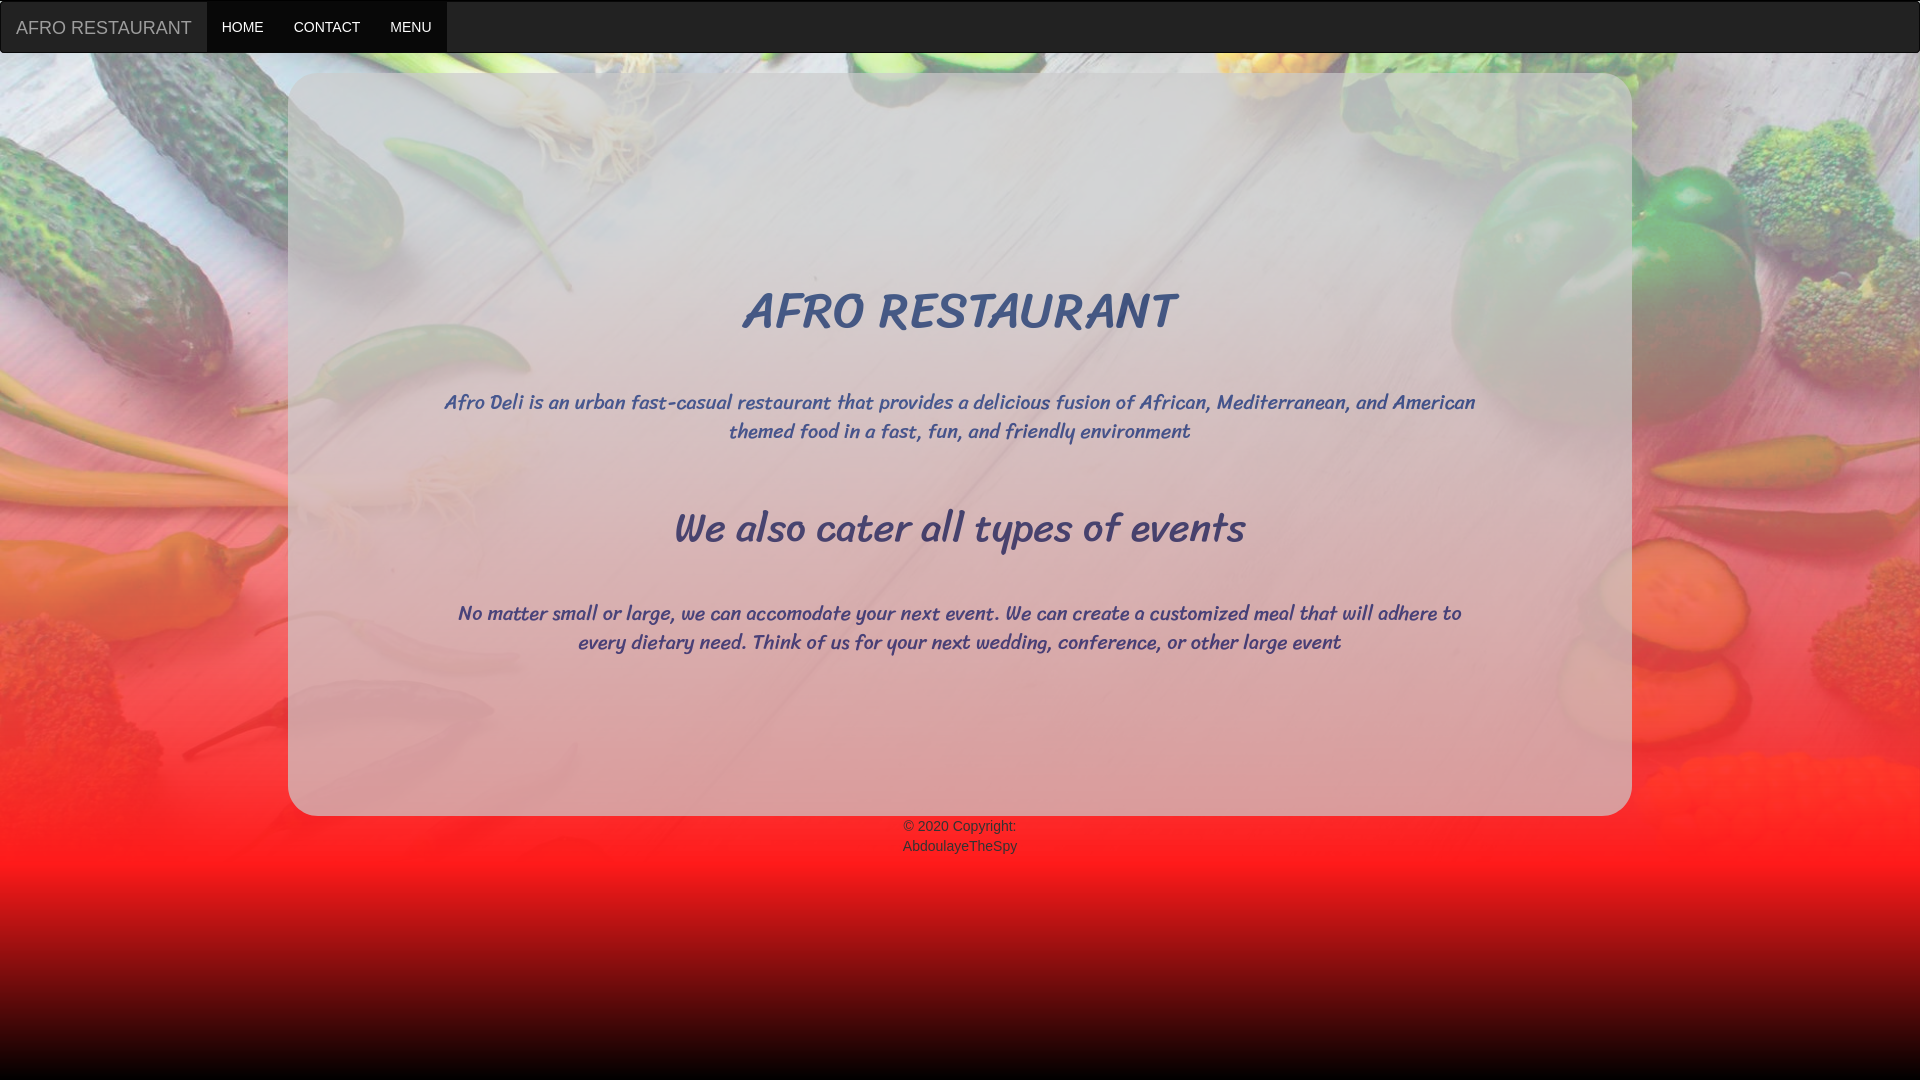 AFRO RESTAURANT HOME CONTACT MENU
AFRO RESTAURANT
Afro Deli is an urban fast-casual restaurant that provides a delicious fusion of African, Mediterranean, and American
themed food in a fast, fun, and friendly environment
We also cater all types of events
No matter small or large, we can accomodate your next event. We can create a customized meal that will adhere to
every dietary need. Think of us for your next wedding, conference, or other large event
© 2020 Copyright:
AbdoulayeTheSpy